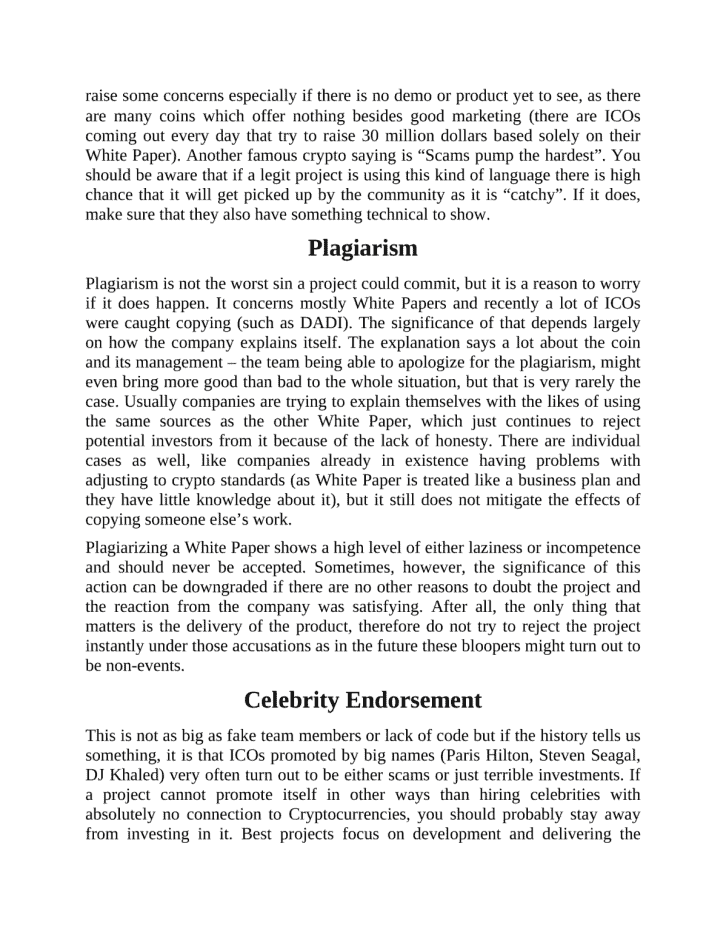 raise some concerns especially if there is no demo or product yet to see, as there
are many coins which offer nothing besides good marketing (there are ICOs
coming out every day that try to raise 30 million dollars based solely on their
White Paper). Another famous crypto saying is “Scams pump the hardest”. You
should be aware that if a legit project is using this kind of language there is high
chance that it will get picked up by the community as it is “catchy”. If it does,
make sure that they also have something technical to show.
Plagiarism
Plagiarism is not the worst sin a project could commit, but it is a reason to worry
if it does happen. It concerns mostly White Papers and recently a lot of ICOs
were caught copying (such as DADI). The significance of that depends largely
on how the company explains itself. The explanation says a lot about the coin
and its management – the team being able to apologize for the plagiarism, might
even bring more good than bad to the whole situation, but that is very rarely the
case. Usually companies are trying to explain themselves with the likes of using
the same sources as the other White Paper, which just continues to reject
potential investors from it because of the lack of honesty. There are individual
cases as well, like companies already in existence having problems with
adjusting to crypto standards (as White Paper is treated like a business plan and
they have little knowledge about it), but it still does not mitigate the effects of
copying someone else’s work.
Plagiarizing a White Paper shows a high level of either laziness or incompetence
and should never be accepted. Sometimes, however, the significance of this
action can be downgraded if there are no other reasons to doubt the project and
the reaction from the company was satisfying. After all, the only thing that
matters is the delivery of the product, therefore do not try to reject the project
instantly under those accusations as in the future these bloopers might turn out to
be non-events.
Celebrity Endorsement
This is not as big as fake team members or lack of code but if the history tells us
something, it is that ICOs promoted by big names (Paris Hilton, Steven Seagal,
DJ Khaled) very often turn out to be either scams or just terrible investments. If
a project cannot promote itself in other ways than hiring celebrities with
absolutely no connection to Cryptocurrencies, you should probably stay away
from investing in it. Best projects focus on development and delivering the